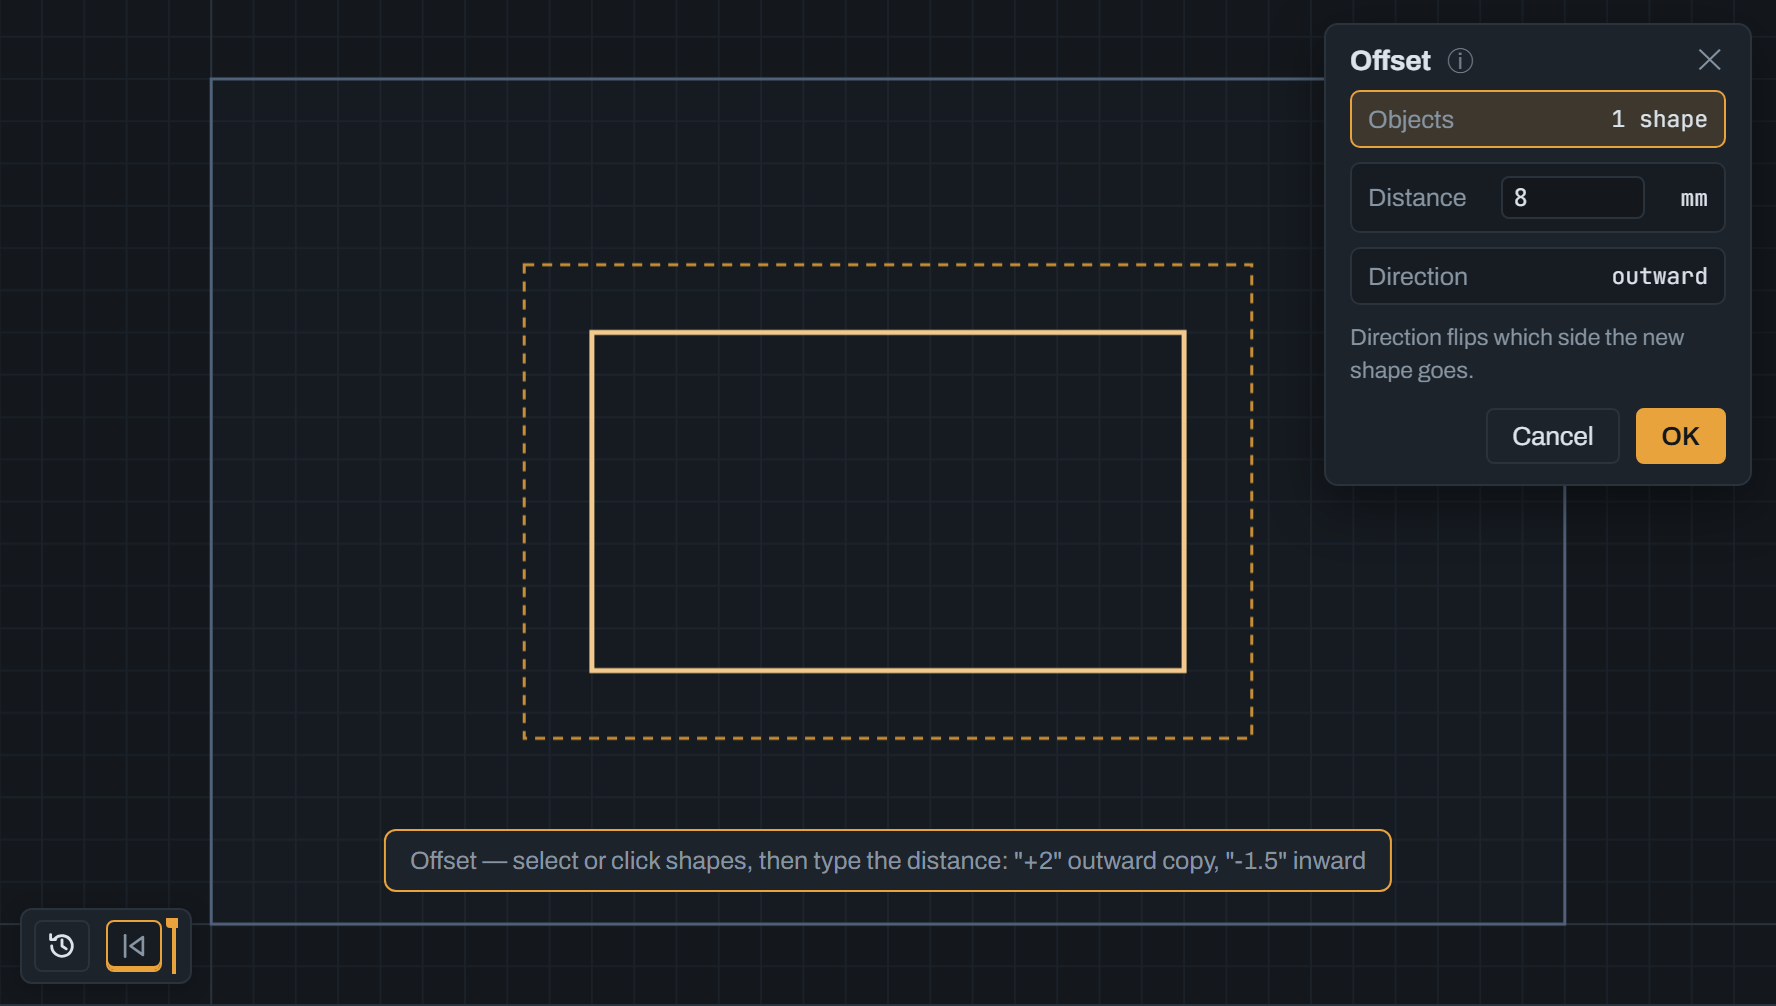 Offset
Objects 1 shape
Distance 8 mm
Direction outward
Direction flips which side the new
shape goes.
Cancel OK
Offset — select or click shapes, then type the distance: "+2" outward copy, "-1.5" inward